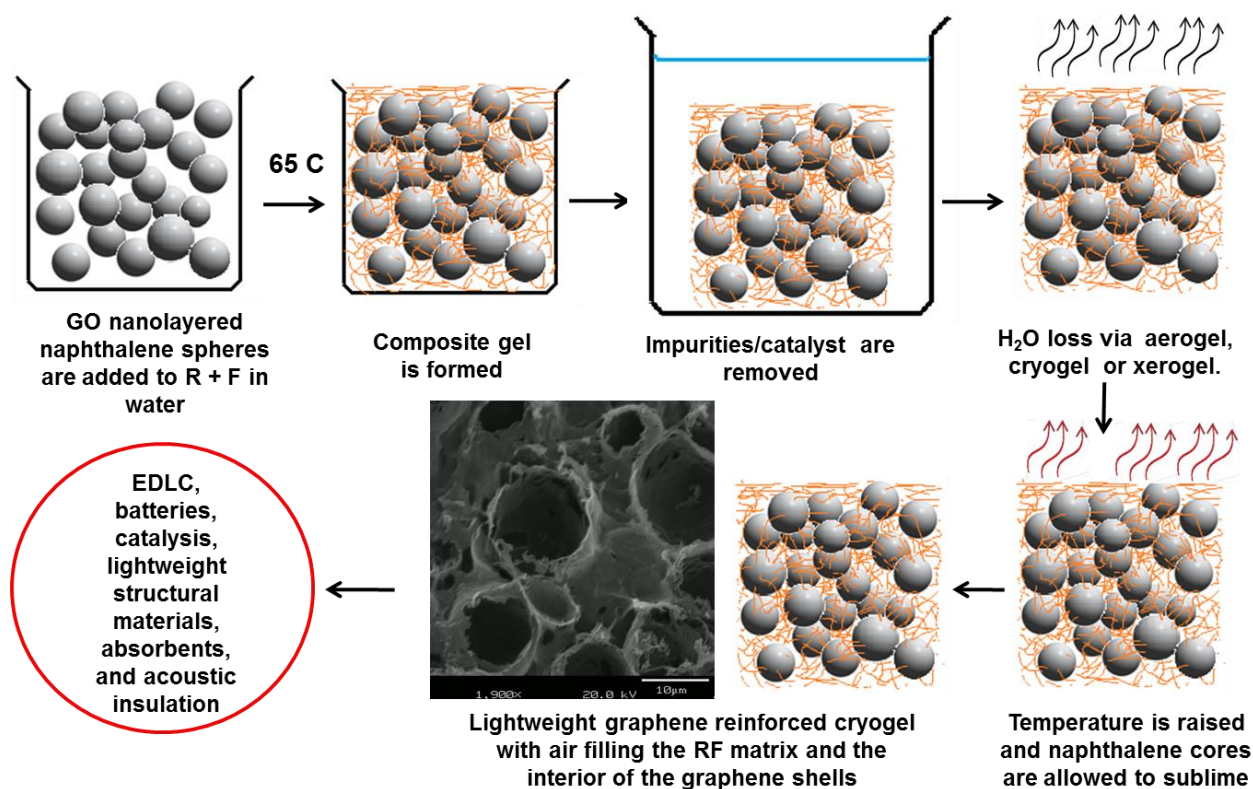 65 C
GO nanolayered
naphthalene spheres
are added to R + F in
water
Composite gel
is formed
Impurities/catalyst are
removed
H₂O loss via aerogel,
cryogel or xerogel.
Temperature is raised
and naphthalene cores
are allowed to sublime
1,900X 20.0 kV 10µm
Lightweight graphene reinforced cryogel
with air filling the RF matrix and the
interior of the graphene shells
EDLC,
batteries,
catalysis,
lightweight
structural
materials,
absorbents,
and acoustic
insulation